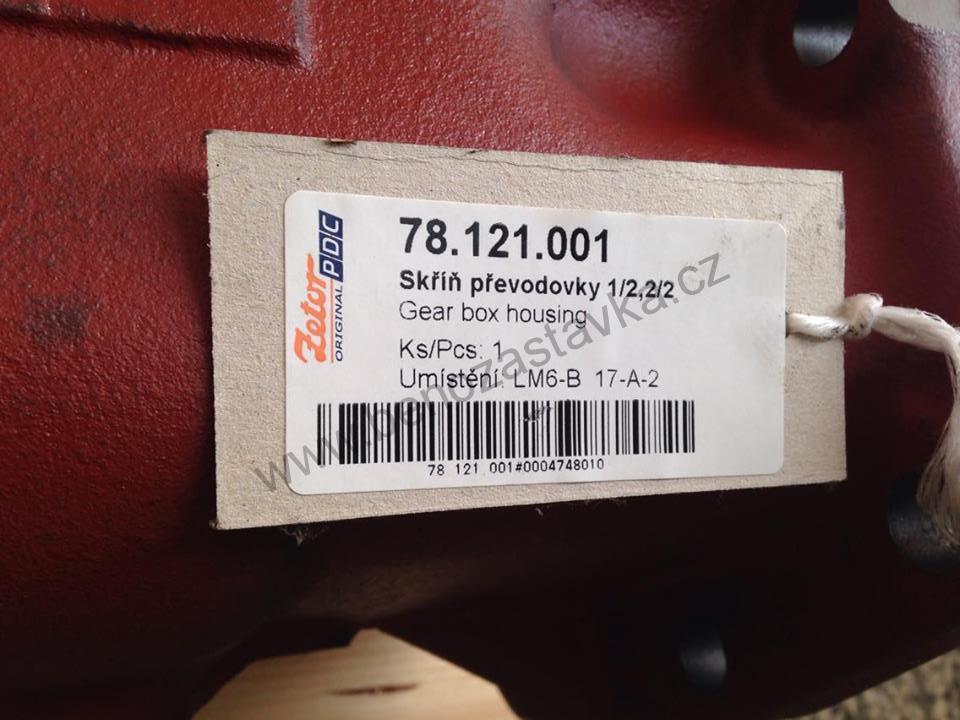 Zetor
ORIGINAL PDC
78.121.001
Skříň převodovky 1/2,2/2
Gear box housing
Ks/Pcs: 1
Umístění: LM6-B 17-A-2
78 121 001#0004748010
www.benozastavka.cz